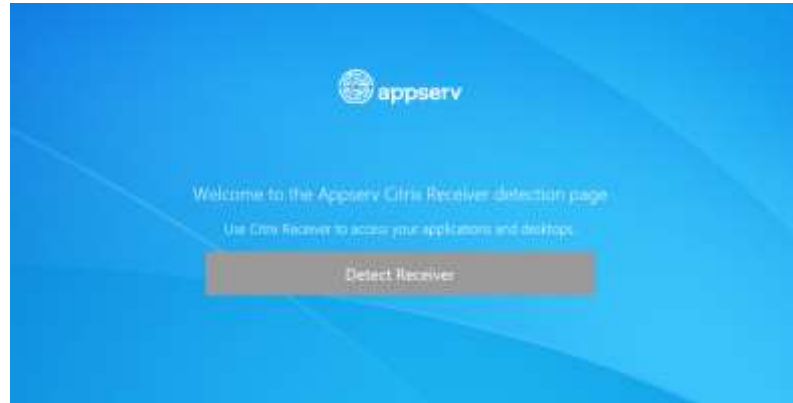 appserv
Welcome to the Appserv Citrix Receiver detection page
Use Citrix Receiver to access your applications and desktops.
Detect Receiver